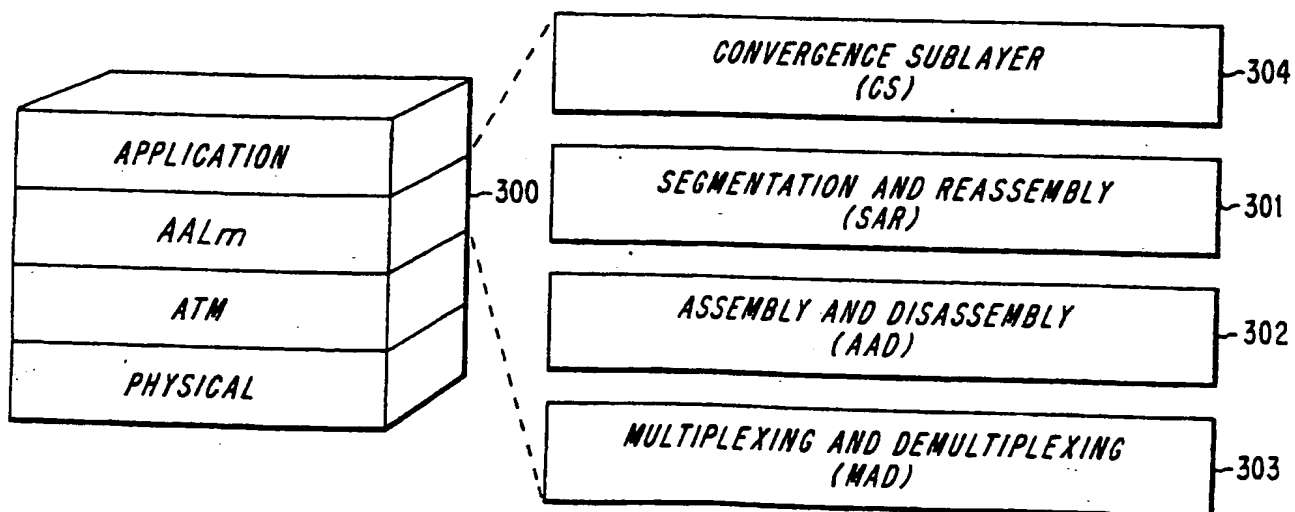 APPLICATION
AALm
ATM
PHYSICAL
300
CONVERGENCE SUBLAYER
(CS)
304
SEGMENTATION AND REASSEMBLY
(SAR)
301
ASSEMBLY AND DISASSEMBLY
(AAD)
302
MULTIPLEXING AND DEMULTIPLEXING
(MAD)
303